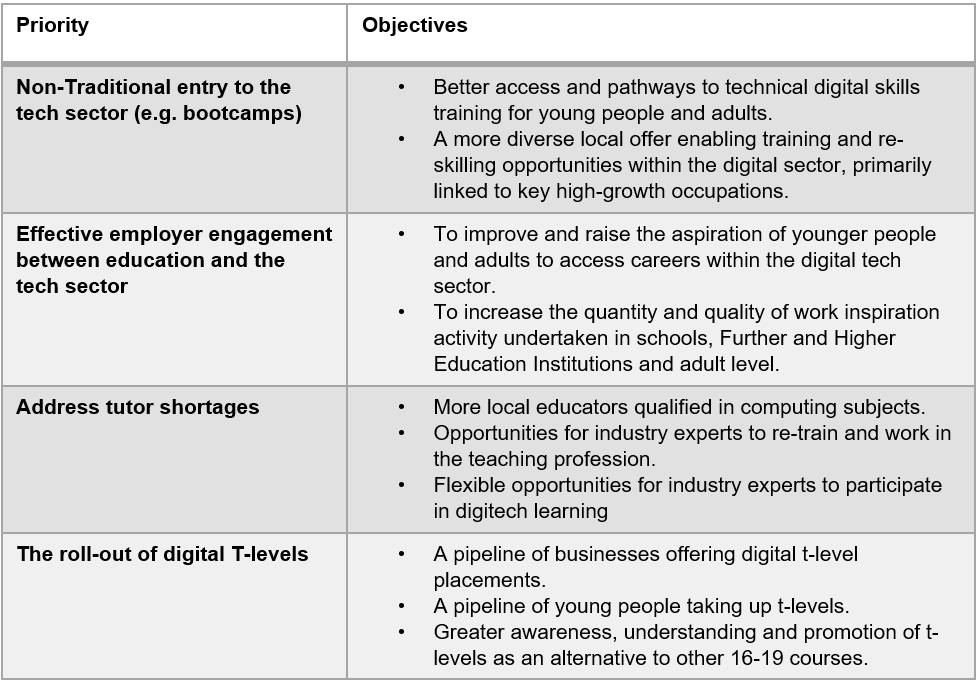 Priority
Objectives
Non-Traditional entry to the
tech sector (e.g. bootcamps)
• Better access and pathways to technical digital skills
training for young people and adults.
• A more diverse local offer enabling training and re-
skilling opportunities within the digital sector, primarily
linked to key high-growth occupations.
Effective employer engagement
between education and the
tech sector
• To improve and raise the aspiration of younger people
and adults to access careers within the digital tech
sector.
• To increase the quantity and quality of work inspiration
activity undertaken in schools, Further and Higher
Education Institutions and adult level.
Address tutor shortages
• More local educators qualified in computing subjects.
• Opportunities for industry experts to re-train and work in
the teaching profession.
• Flexible opportunities for industry experts to participate
in digitech learning
The roll-out of digital T-levels
• A pipeline of businesses offering digital t-level
placements.
• A pipeline of young people taking up t-levels.
• Greater awareness, understanding and promotion of t-
levels as an alternative to other 16-19 courses.